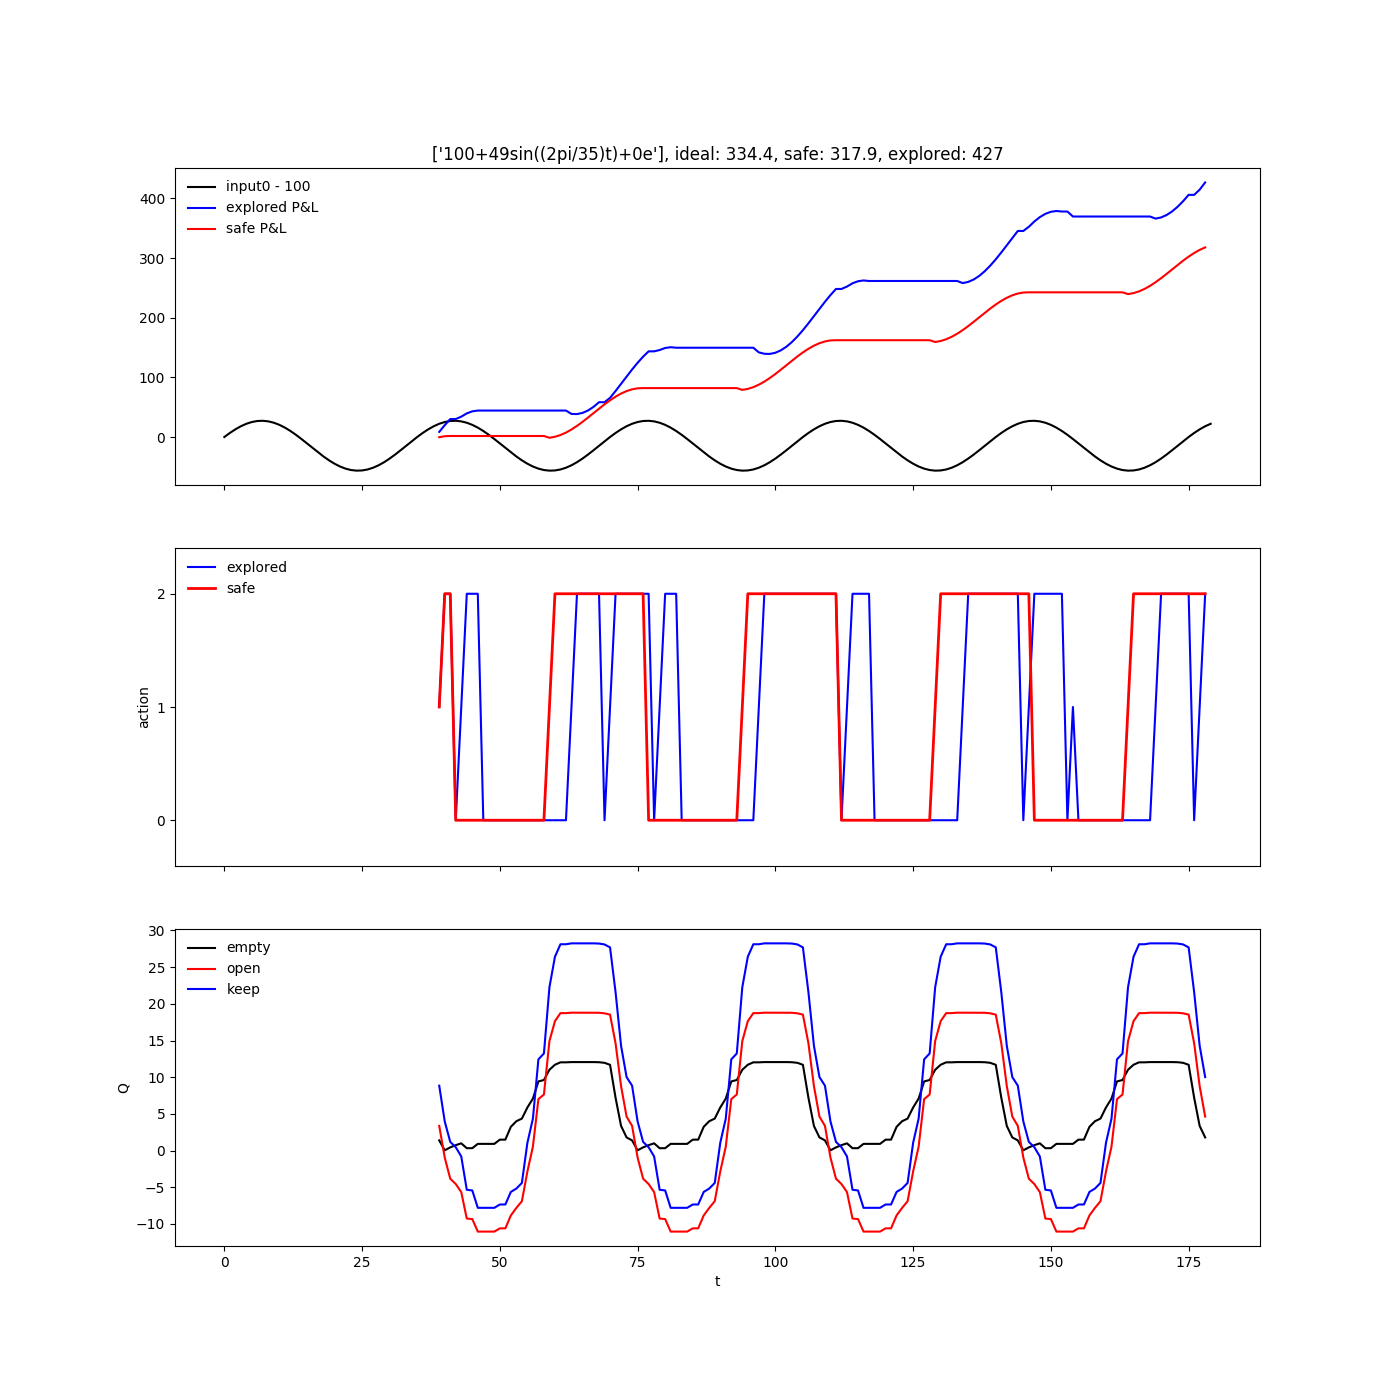 ['100+49sin((2pi/35)t)+0e'], ideal: 334.4, safe: 317.9, explored: 427
input0 - 100
explored P&L
safe P&L
400
300
200
100
0
explored
safe
2
1
0
action
empty
open
keep
30
25
20
15
10
5
0
−5
−10
Q
0 25 50 75 100 125 150 175
t